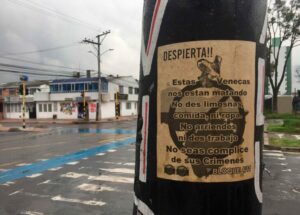 DESPIERTA!!
. Estas venecas
nos estan matando
No des limosnas
comida, ni ropa
No arriendes
ni des trabajo
No seas complice
de sus Crimenes